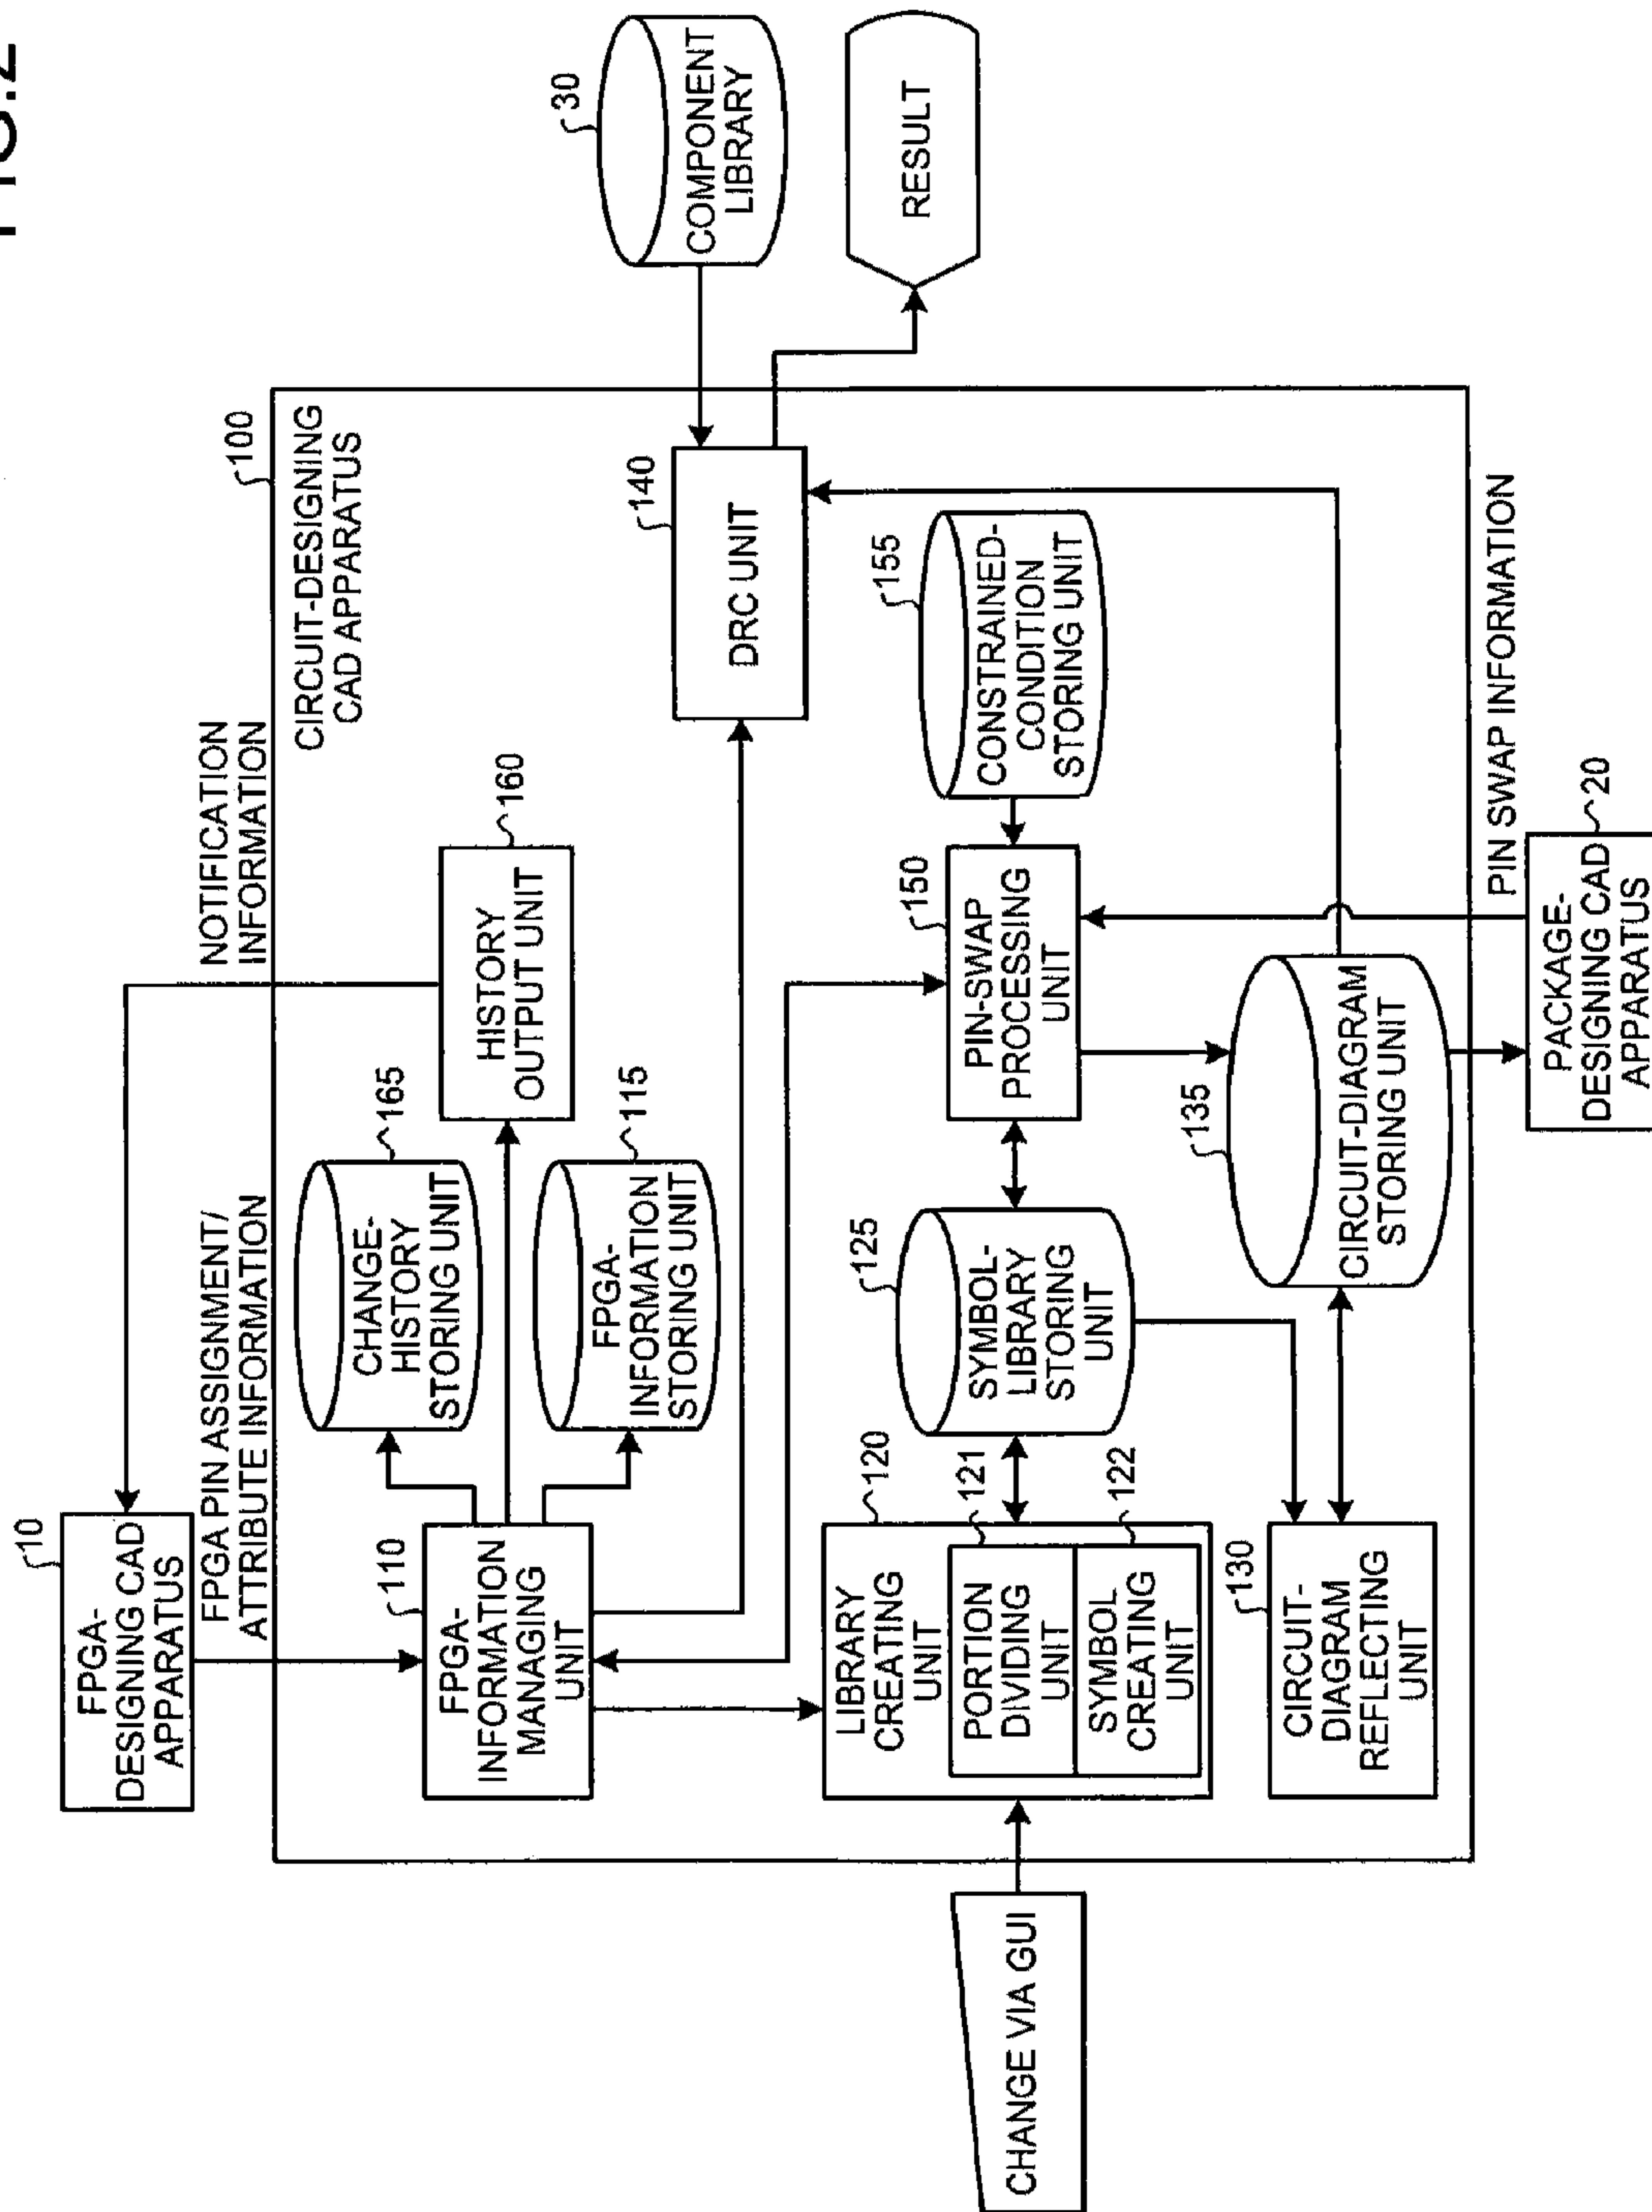 FIG.2
10
FPGA-
DESIGNING CAD
APPARATUS
FPGA PIN ASSIGNMENT/
ATTRIBUTE INFORMATION
NOTIFICATION
INFORMATION
100
CIRCUIT-DESIGNING
CAD APPARATUS
110
FPGA-
INFORMATION
MANAGING
UNIT
165
CHANGE-
HISTORY
STORING UNIT
115
FPGA-
INFORMATION
STORING UNIT
160
HISTORY
OUTPUT UNIT
140
DRC UNIT
30
COMPONENT
LIBRARY
RESULT
CHANGE VIA GUI
120
LIBRARY
CREATING
UNIT
121
PORTION
DIVIDING
UNIT
122
SYMBOL
CREATING
UNIT
125
SYMBOL-
LIBRARY
STORING
UNIT
150
PIN-SWAP
PROCESSING
UNIT
155
CONSTRAINED-
CONDITION
STORING UNIT
130
CIRCUIT-
DIAGRAM
REFLECTING
UNIT
135
CIRCUIT-DIAGRAM
STORING UNIT
PIN SWAP INFORMATION
20
PACKAGE-
DESIGNING CAD
APPARATUS